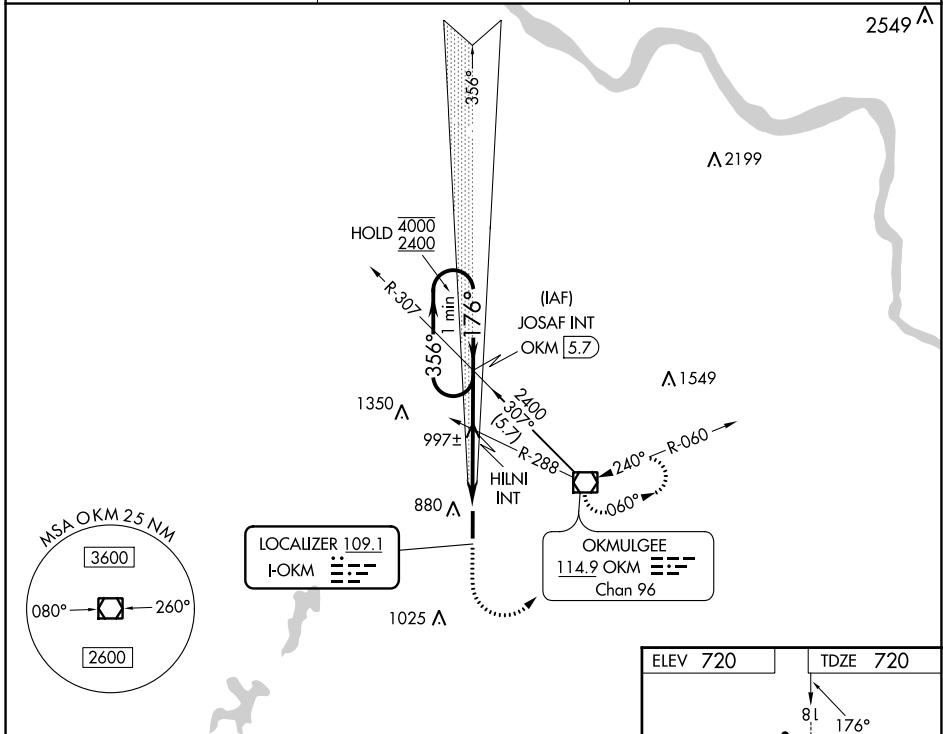 2549
356°
2199
HOLD 4000
2400
R-307
1 min
176°
356°
(IAF)
JOSAF INT
OKM 5.7
1549
2400
307°
(5.7)
1350
997±
R-288
HILNI
INT
240°
R-060
060°
880
LOCALIZER 109.1
I-OKM
OKMULGEE
114.9 OKM
Chan 96
MSA OKM 25 NM
3600
080°
260°
2600
1025
ELEV 720
TDZE 720
18
176°